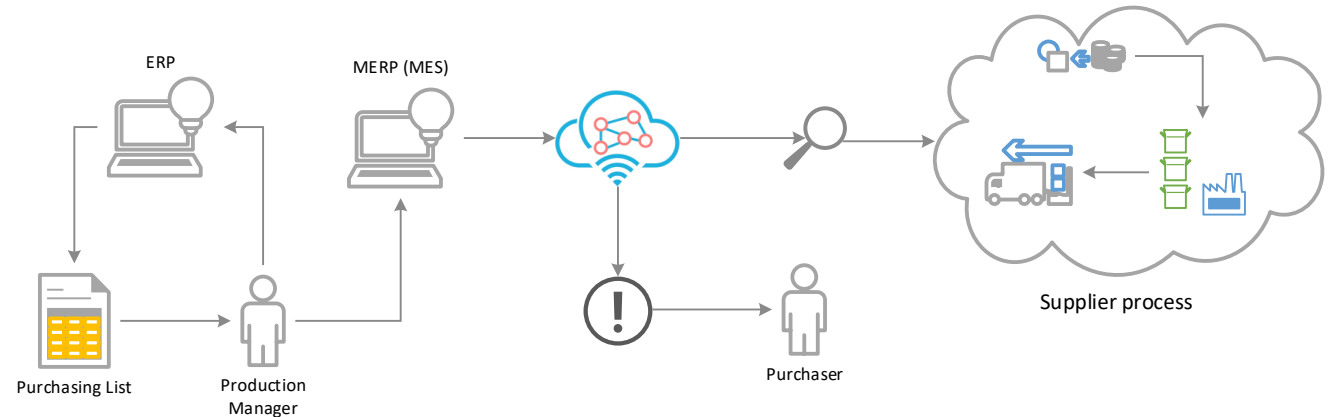 ERP
MERP (MES)
Supplier process
Purchaser
Purchasing List
Production
Manager